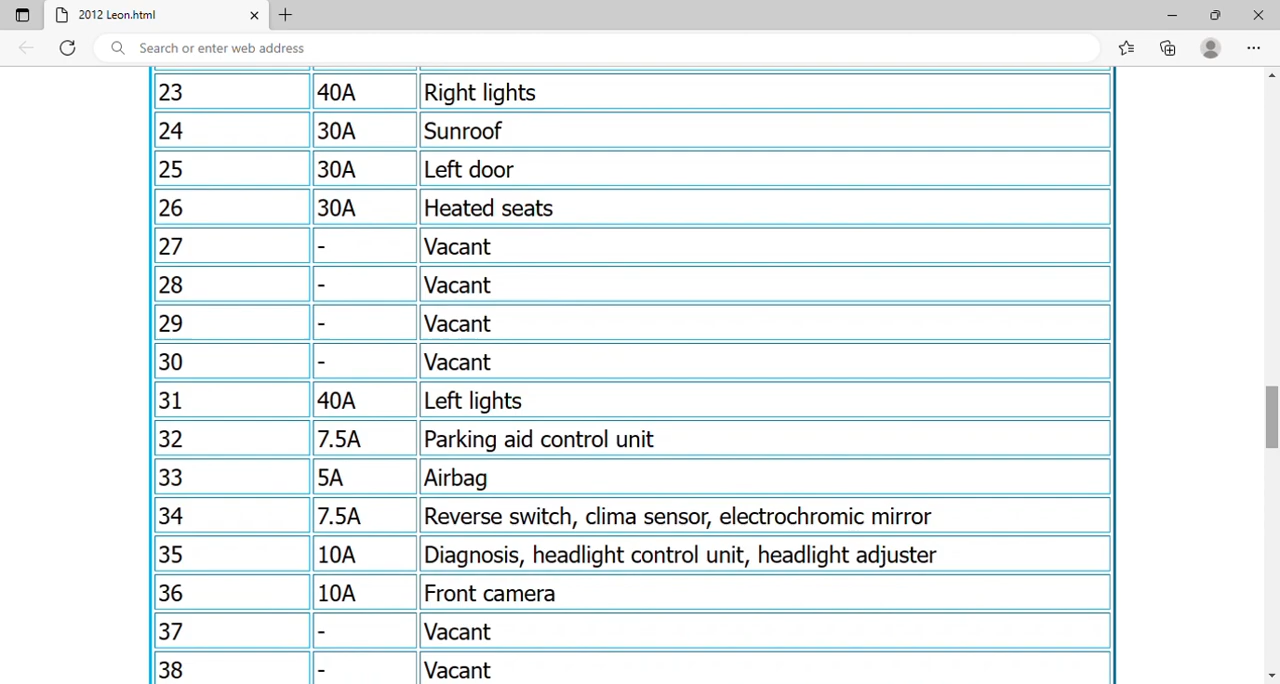 2012 Leon.html
Search or enter web address
23 40A Right lights
24 30A Sunroof
25 30A Left door
26 30A Heated seats
27 - Vacant
28 - Vacant
29 - Vacant
30 - Vacant
31 40A Left lights
32 7.5A Parking aid control unit
33 5A Airbag
34 7.5A Reverse switch, clima sensor, electrochromic mirror
35 10A Diagnosis, headlight control unit, headlight adjuster
36 10A Front camera
37 - Vacant
38 - Vacant